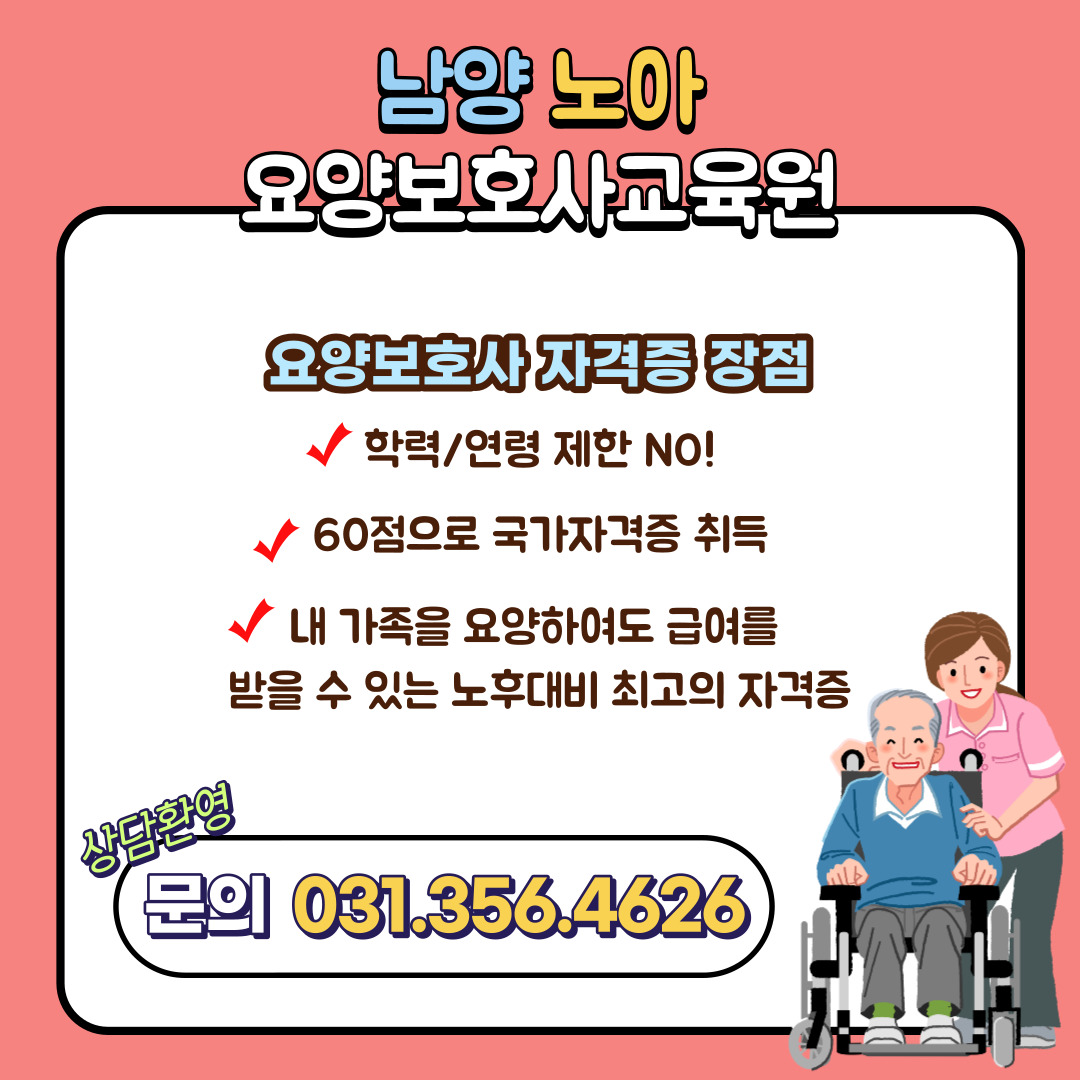 남양 노아
요양보호사교육원
요양보호사 자격증 장점
학력/연령 제한 NO!
60점으로 국가자격증 취득
내 가족을 요양하여도 급여를
받을 수 있는 노후대비 최고의 자격증
상담환영
문의 031.356.4626